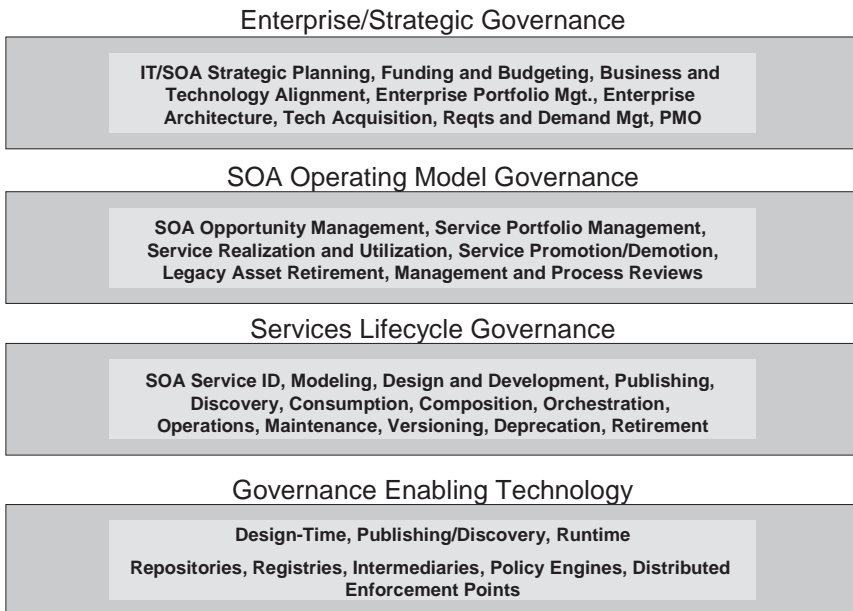 Enterprise/Strategic Governance
IT/SOA Strategic Planning, Funding and Budgeting, Business and
Technology Alignment, Enterprise Portfolio Mgt., Enterprise
Architecture, Tech Acquisition, Reqts and Demand Mgt, PMO
SOA Operating Model Governance
SOA Opportunity Management, Service Portfolio Management,
Service Realization and Utilization, Service Promotion/Demotion,
Legacy Asset Retirement, Management and Process Reviews
Services Lifecycle Governance
SOA Service ID, Modeling, Design and Development, Publishing,
Discovery, Consumption, Composition, Orchestration,
Operations, Maintenance, Versioning, Deprecation, Retirement
Governance Enabling Technology
Design-Time, Publishing/Discovery, Runtime
Repositories, Registries, Intermediaries, Policy Engines, Distributed
Enforcement Points